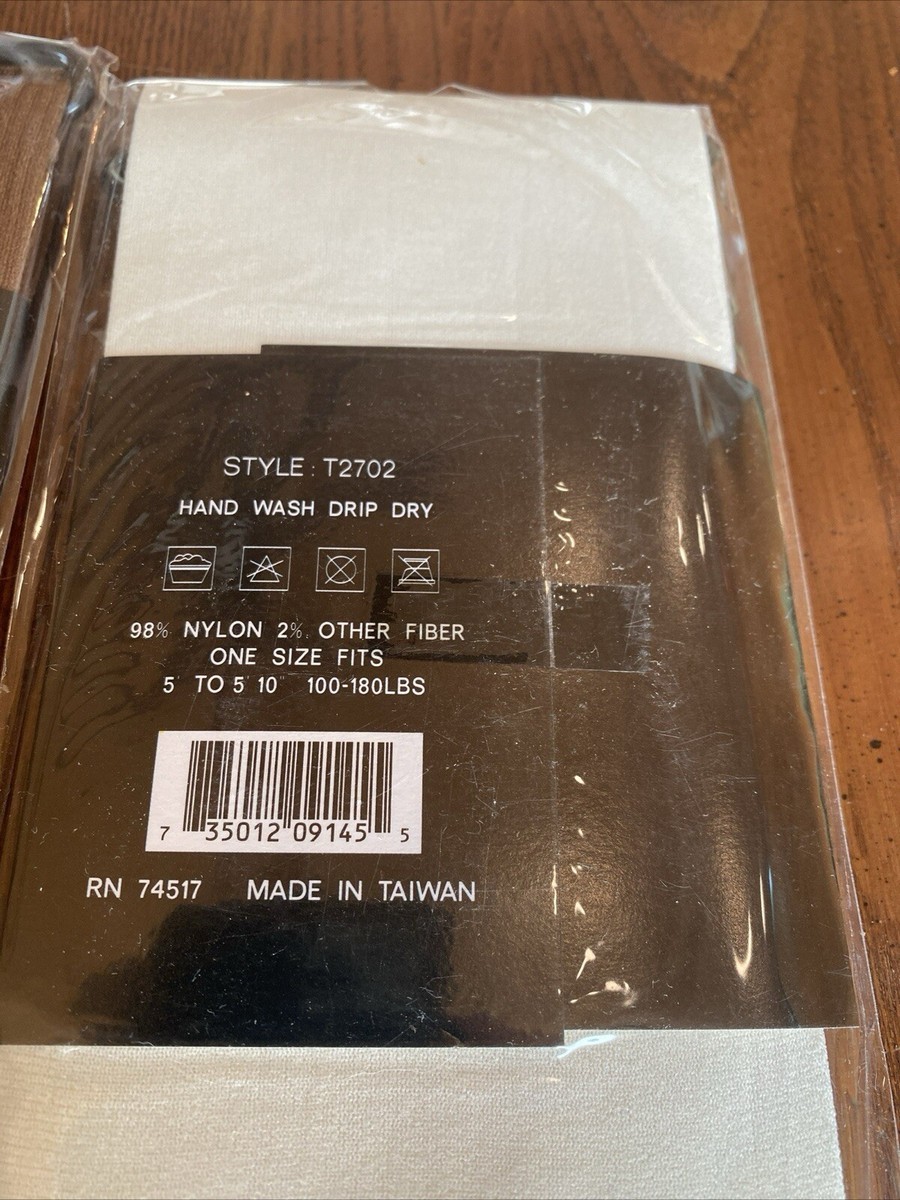 STYLE : T2702
HAND WASH DRIP DRY
98% NYLON 2% OTHER FIBER
ONE SIZE FITS
5' TO 5'10" 100-180LBS
7 35012 09145 5
RN 74517 MADE IN TAIWAN